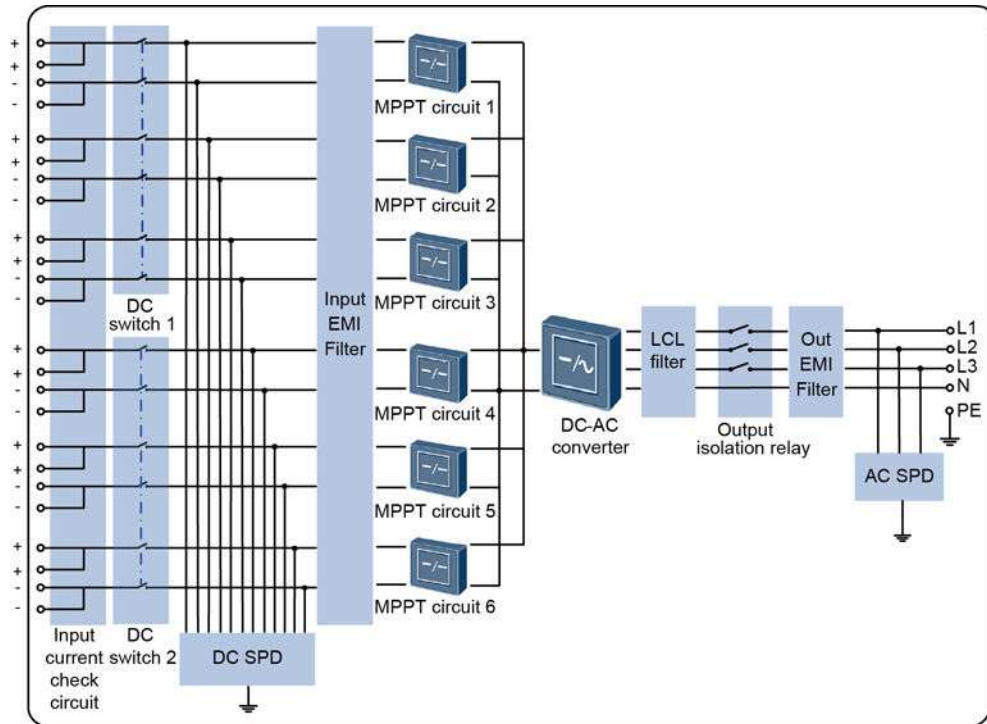 +
+
-
-
+
+
-
-
+
+
-
-
+
+
-
-
+
+
-
-
+
+
-
-
MPPT circuit 1
MPPT circuit 2
MPPT circuit 3
MPPT circuit 4
MPPT circuit 5
MPPT circuit 6
DC
switch 1
Input
EMI
Filter
DC-AC
converter
LCL
filter
Output
isolation relay
Out
EMI
Filter
L1
L2
L3
N
PE
AC SPD
Input
current
check
circuit
DC
switch 2
DC SPD